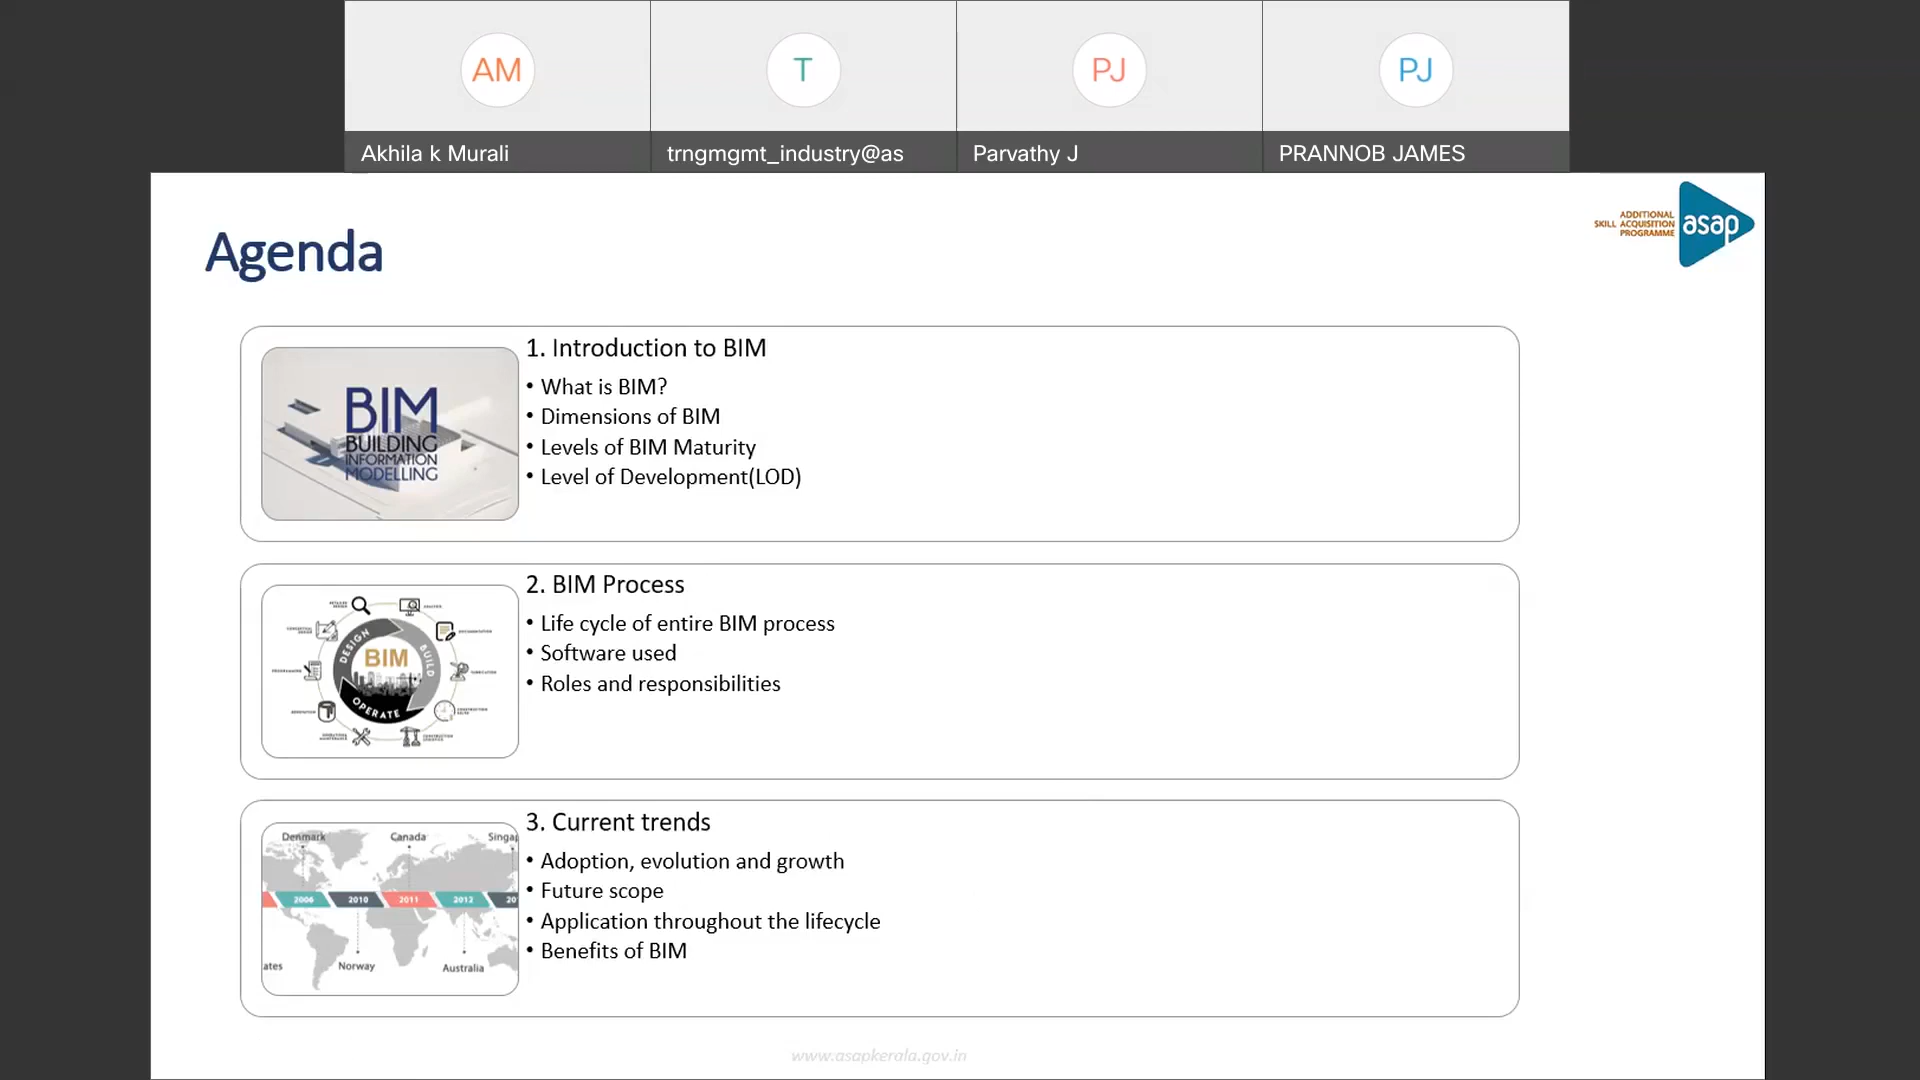 AM
T
PJ
PJ
Akhila k Murali
trngmgmt_industry@as
Parvathy J
PRANNOB JAMES
Agenda
ADDITIONAL
SKILL ACQUISITION
PROGRAMME
asap
1. Introduction to BIM
• What is BIM?
• Dimensions of BIM
• Levels of BIM Maturity
• Level of Development(LOD)
BIM
BUILDING
INFORMATION
MODELLING
2. BIM Process
• Life cycle of entire BIM process
• Software used
• Roles and responsibilities
DESIGN
BUILD
OPERATE
BIM
3. Current trends
• Adoption, evolution and growth
• Future scope
• Application throughout the lifecycle
• Benefits of BIM
Denmark Canada Singap
2006 2010 2011 2012 20
ates Norway Australia
www.asapkerala.gov.in